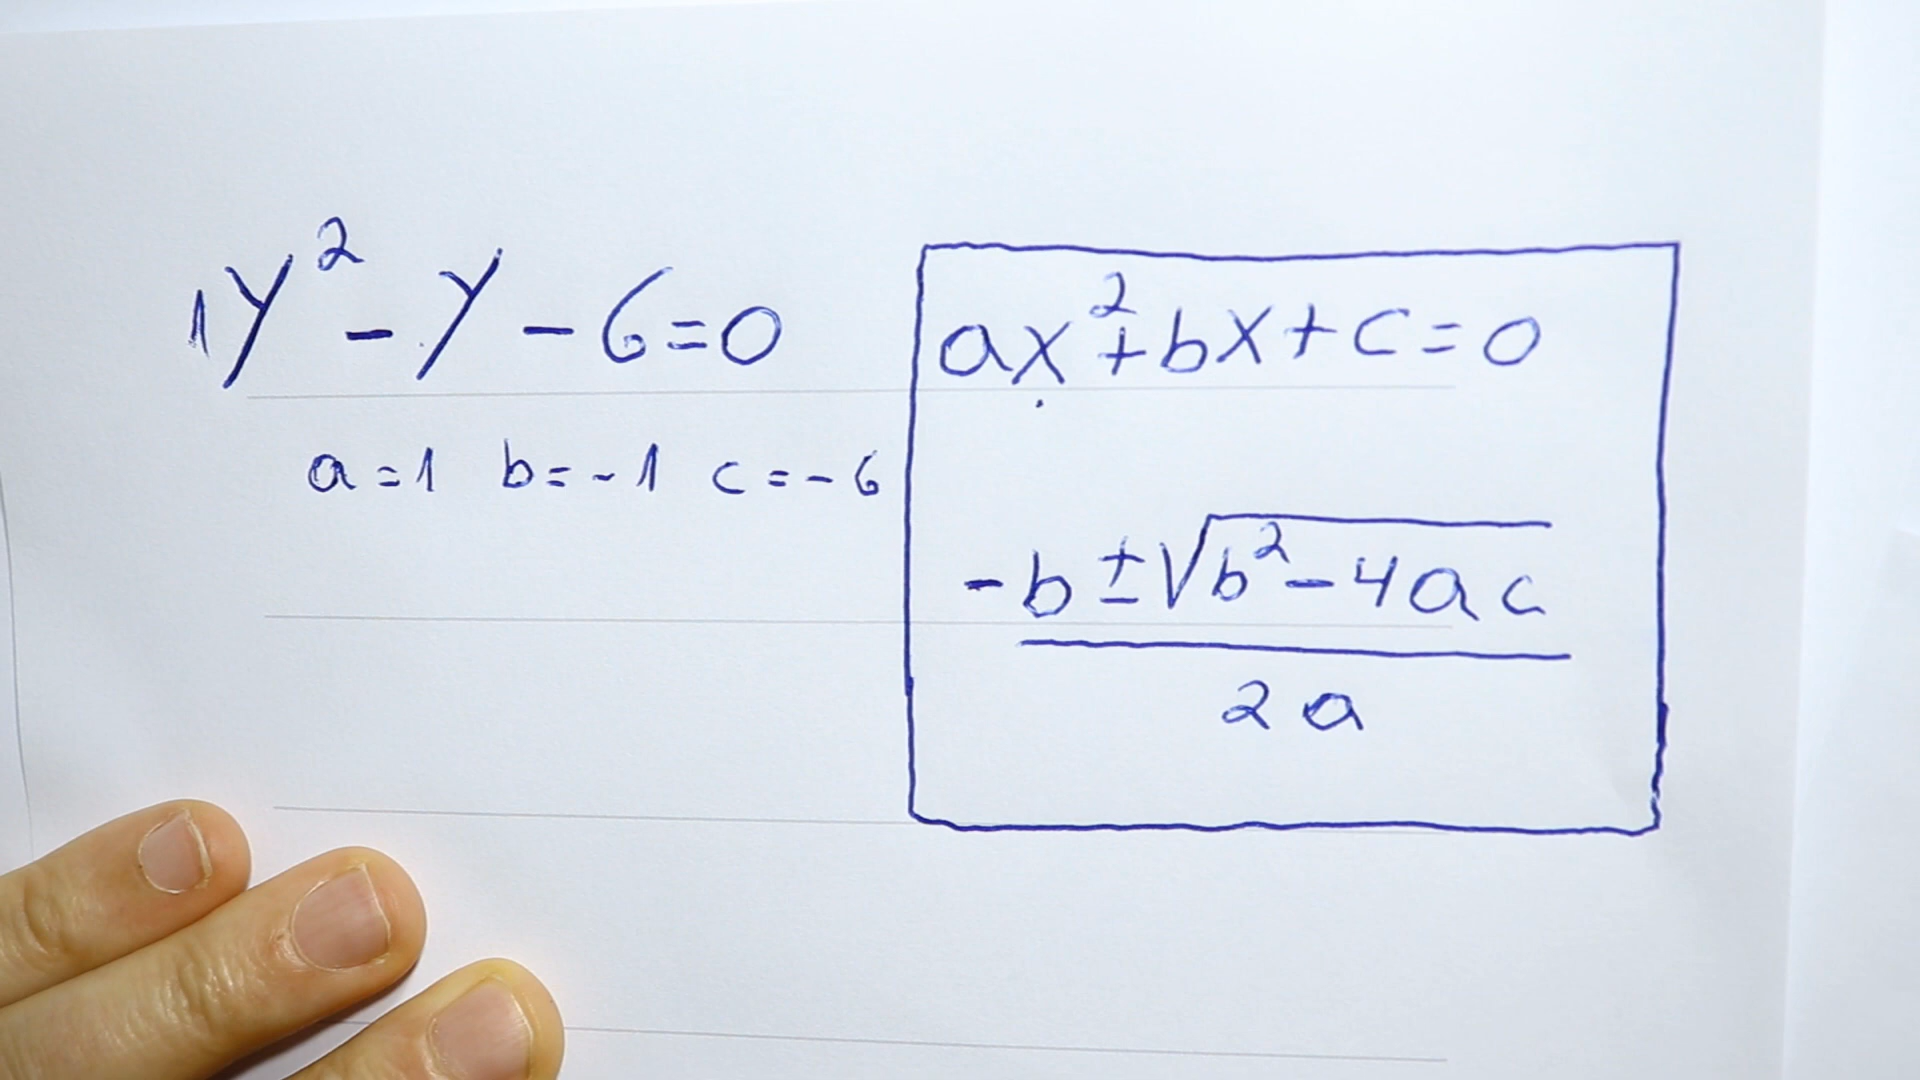 1y² - y - 6 = 0
a = 1 b = -1 c = -6
ax² + bx + c = 0
-b ± √b² - 4ac
2a